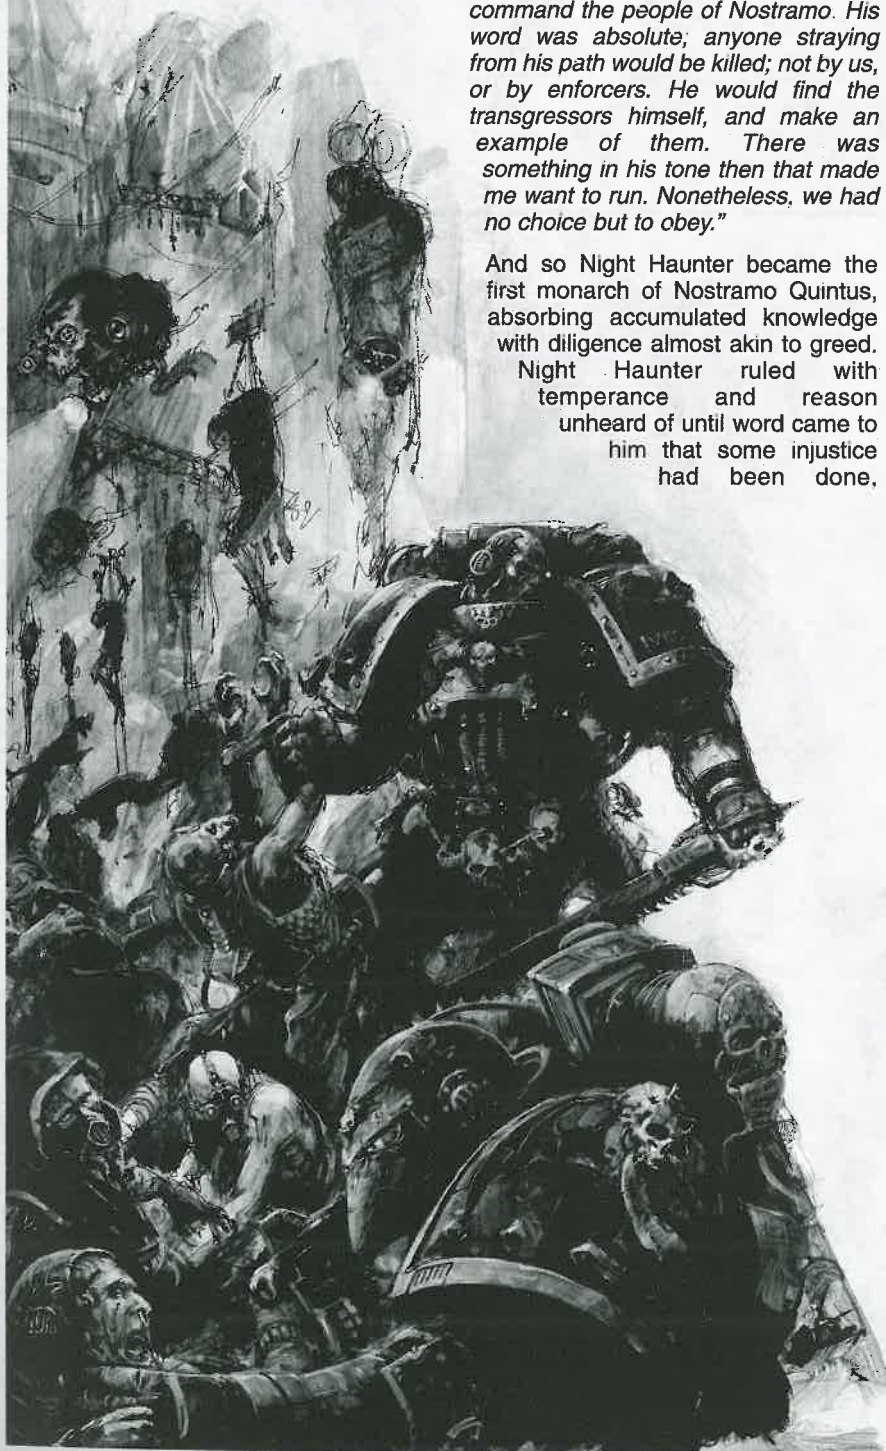 command the people of Nostramo. His
word was absolute; anyone straying
from his path would be killed; not by us,
or by enforcers. He would find the
transgressors himself, and make an
example of them. There was
something in his tone then that made
me want to run. Nonetheless, we had
no choice but to obey."
And so Night Haunter became the
first monarch of Nostramo Quintus,
absorbing accumulated knowledge
with diligence almost akin to greed.
Night Haunter ruled with
temperance and reason
unheard of until word came to
him that some injustice
had been done,